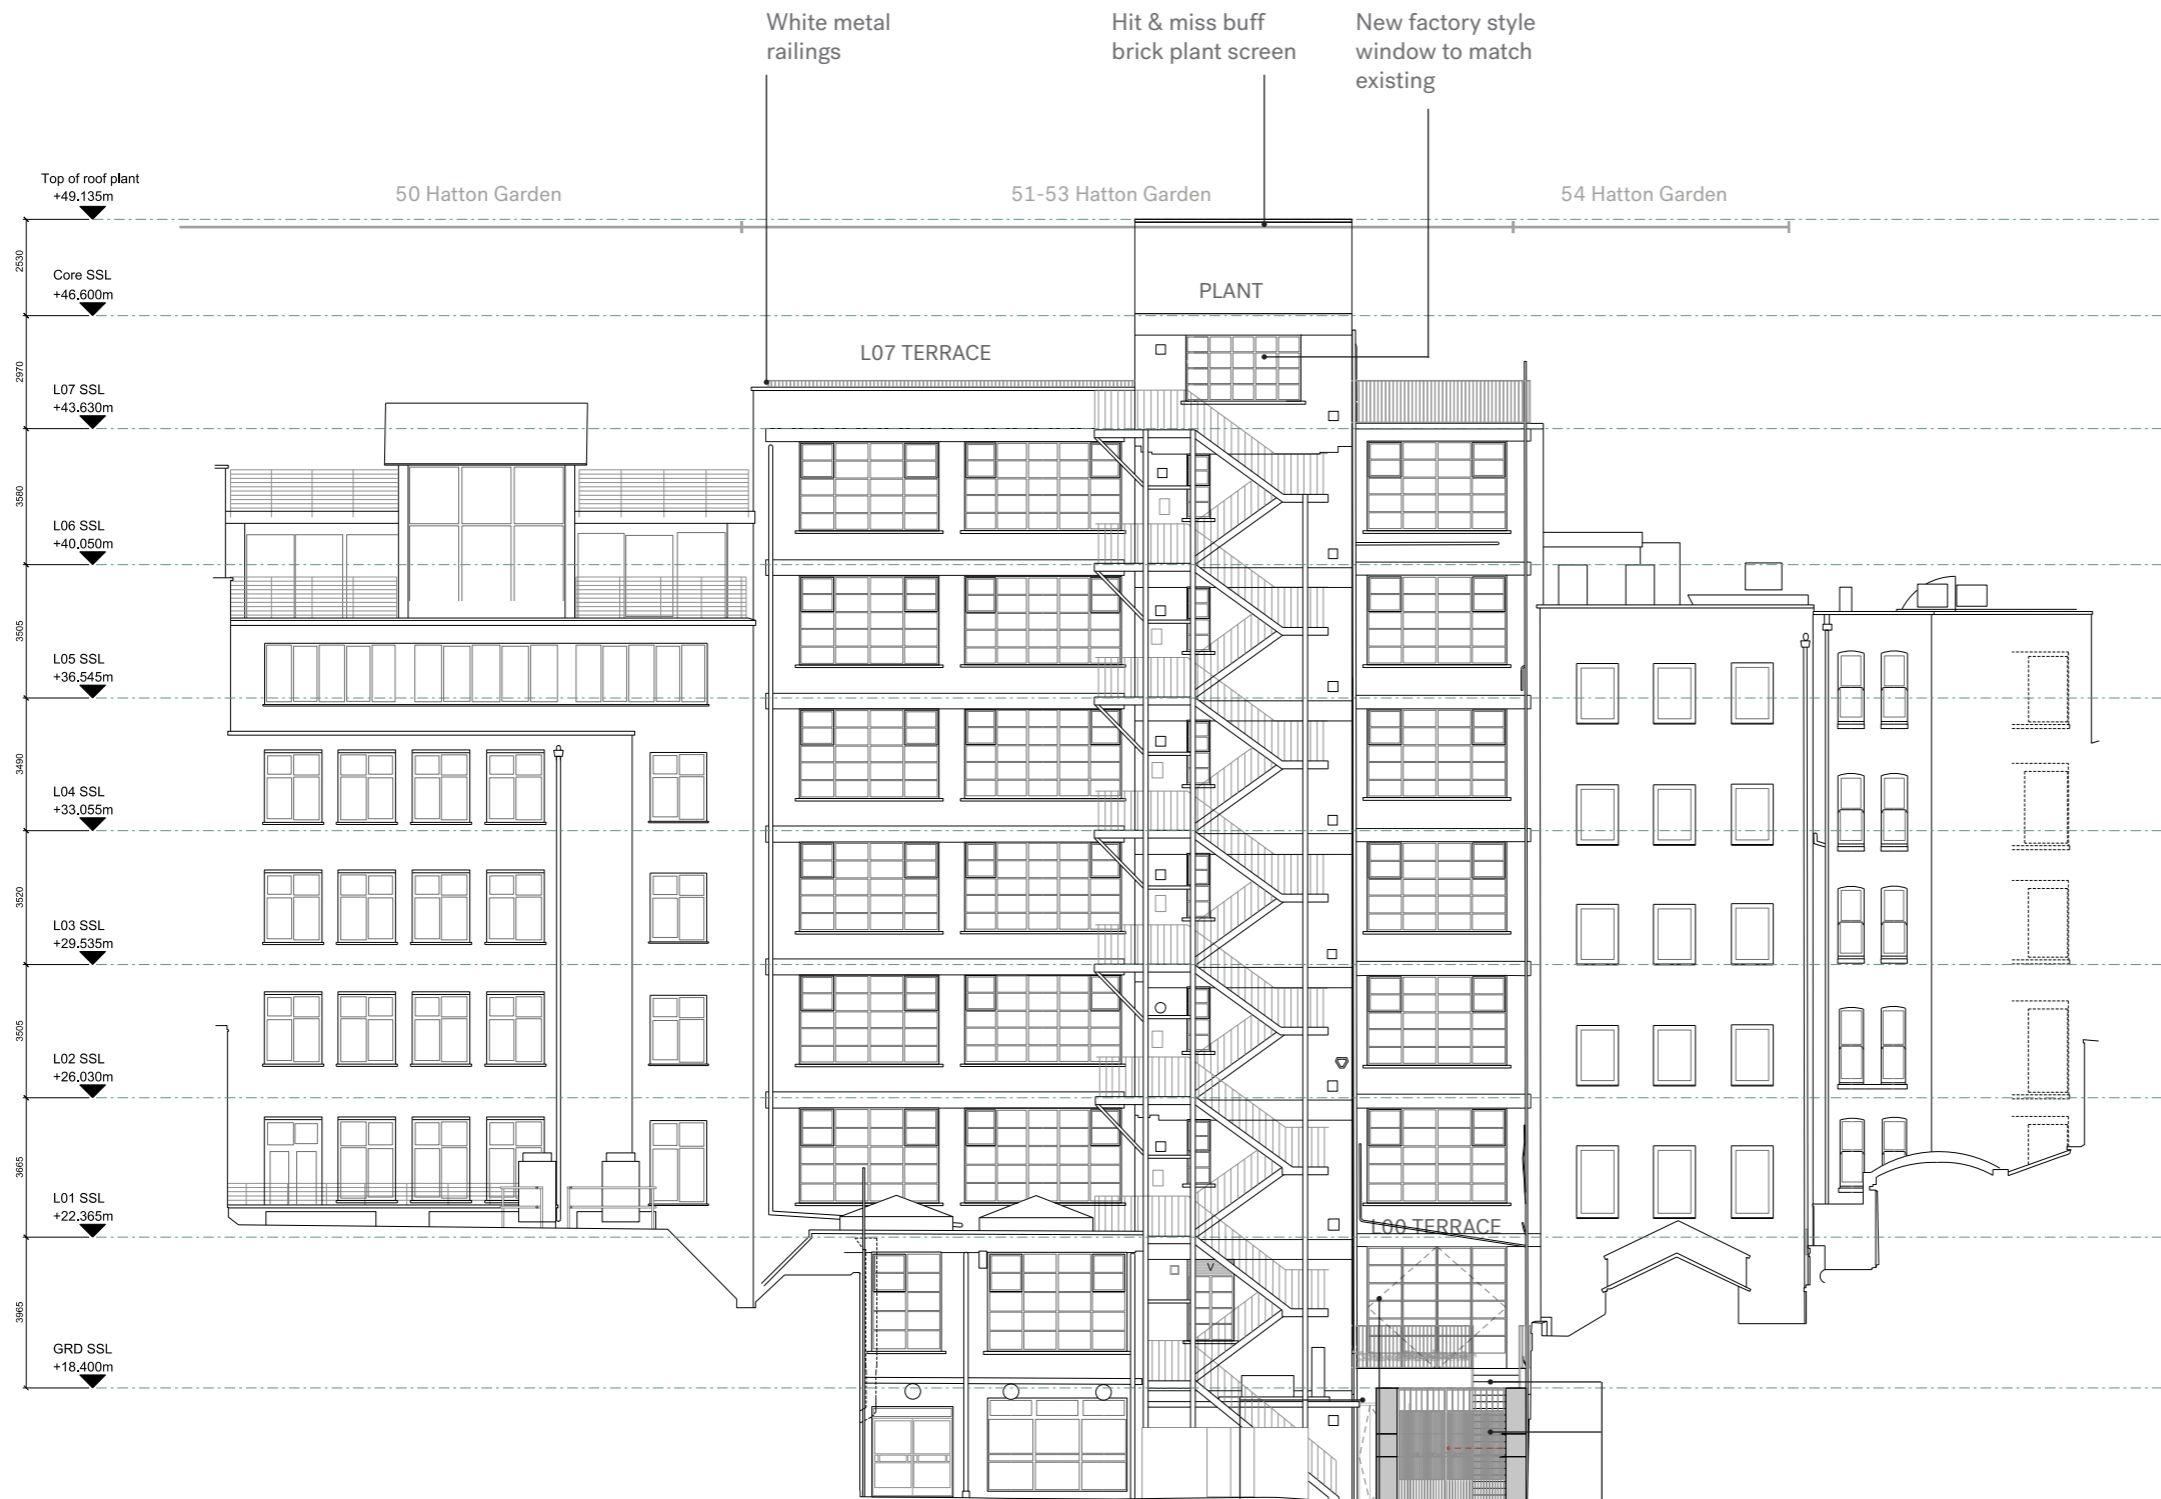 White metal
railings
Hit & miss buff
brick plant screen
New factory style
window to match
existing
Top of roof plant
+49.135m
50 Hatton Garden
51-53 Hatton Garden
54 Hatton Garden
2530
Core SSL
+46.600m
PLANT
2970
L07 TERRACE
L07 SSL
+43.630m
3580
L06 SSL
+40.050m
3505
L05 SSL
+36.545m
3490
L04 SSL
+33.055m
3520
L03 SSL
+29.535m
3505
L02 SSL
+26.030m
3665
L01 SSL
+22.365m
L00 TERRACE
V
3965
GRD SSL
+18.400m